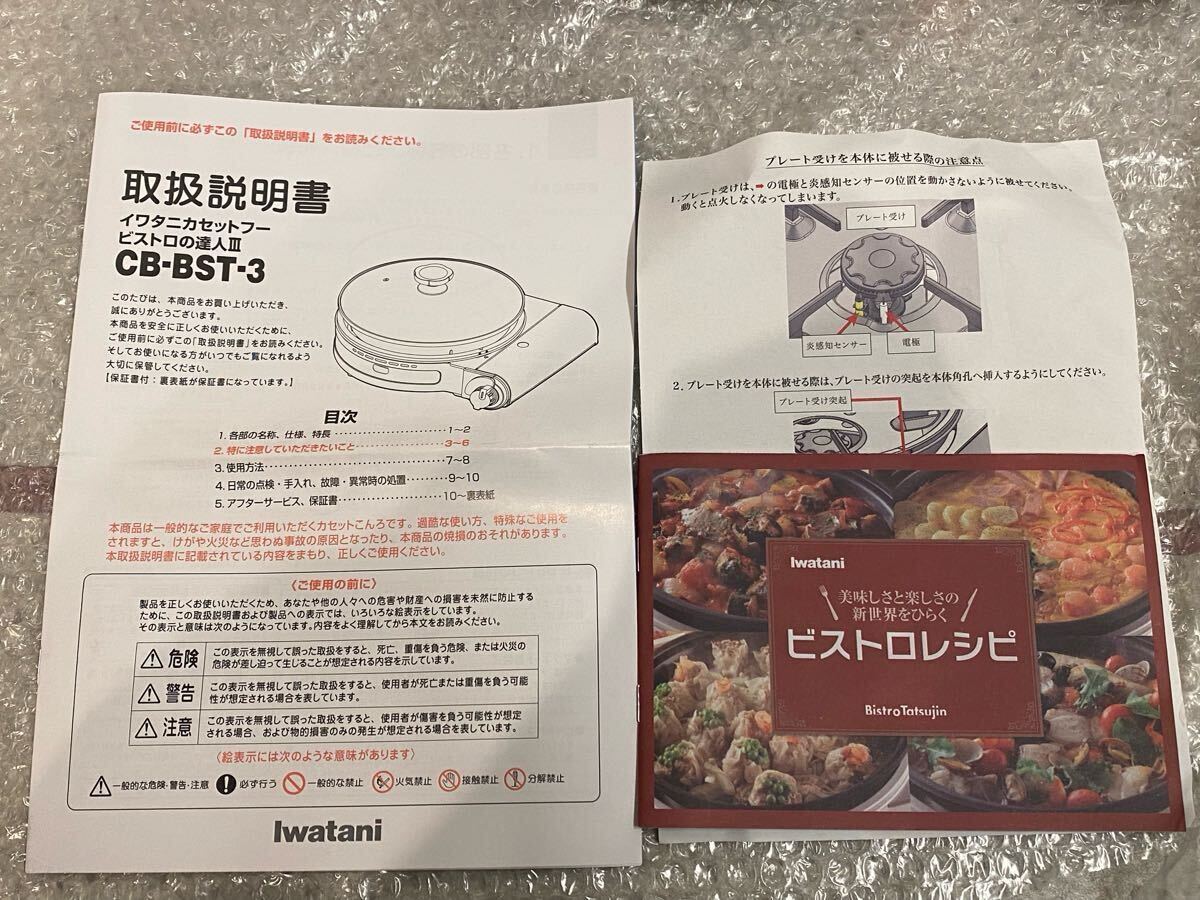 ご使用前に必ずこの「取扱説明書」をお読みください。
取扱説明書
イワタニカセットフー
ビストロの達人Ⅲ
CB-BST-3
このたびは、本商品をお買い上げいただき、
誠にありがとうございます。
本商品を安全に正しくお使いいただくために、
ご使用前に必ずこの「取扱説明書」をお読みください。
そしてお使いになる方がいつでもご覧になれるよう
大切に保管してください。
【保証書付：裏表紙が保証書になっています。】
目次
1. 各部の名称、仕様、特長 ……………………… 1～2
2. 特に注意していただきたいこと ……………… 3～6
3. 使用方法 ……………………………………… 7～8
4. 日常の点検・手入れ、故障・異常時の処置 ……… 9～10
5. アフターサービス、保証書 ……………… 10～裏表紙
本商品は一般的なご家庭でご利用いただくカセットこんろです。過酷な使い方、特殊なご使用を
されますと、けがや火災など思わぬ事故の原因となったり、本商品の焼損のおそれがあります。
本取扱説明書に記載されている内容をまもり、正しくご使用ください。
〈ご使用の前に〉
製品を正しくお使いいただくため、あなたや他の人々への危害や財産への損害を未然に防止する
ために、この取扱説明書および製品への表示では、いろいろな絵表示をしています。
その表示と意味は次のようになっています。内容をよく理解してから本文をお読みください。
危険 この表示を無視して誤った取扱をすると、死亡、重傷を負う危険、または火災の
危険が差し迫って生じることが想定される内容を示しています。
警告 この表示を無視して誤った取扱をすると、使用者が死亡または重傷を負う可能
性が想定される場合を表しています。
注意 この表示を無視して誤った取扱をすると、使用者が傷害を負う可能性が想定
される場合、および物的損害のみの発生が想定される場合を表しています。
〈絵表示には次のような意味があります〉
一般的な危険・警告・注意 必ず行う 一般的な禁止 火気禁止 接触禁止 分解禁止
Iwatani
プレート受けを本体に被せる際の注意点
1. プレート受けは、➡の電極と炎感知センサーの位置を動かさないように被せてください。
動くと点火しなくなってしまいます。
プレート受け
炎感知センサー
電極
2. プレート受けを本体に被せる際は、プレート受けの突起を本体角孔へ挿入するようにしてください。
プレート受け突起
Iwatani
美味しさと楽しさの
新世界をひらく
ビストロレシピ
BistroTatsujin